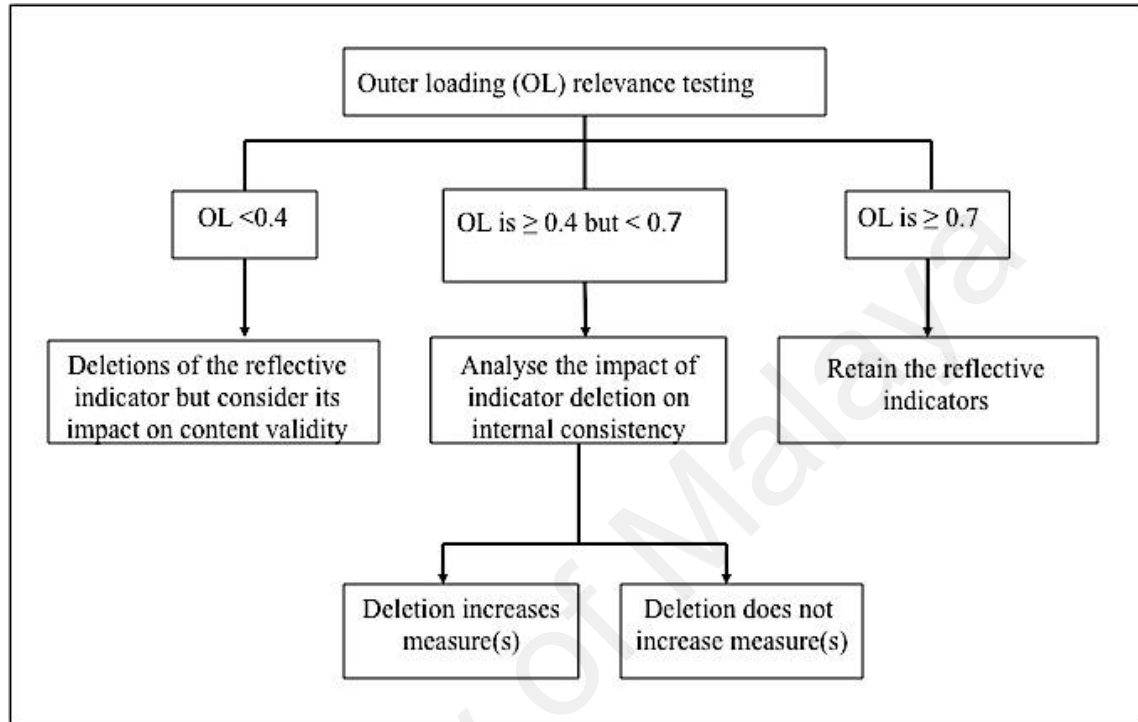 Outer loading (OL) relevance testing
OL <0.4
OL is ≥ 0.4 but < 0.7
OL is ≥ 0.7
Deletions of the reflective
indicator but consider its
impact on content validity
Analyse the impact of
indicator deletion on
internal consistency
Retain the reflective
indicators
Deletion increases
measure(s)
Deletion does not
increase measure(s)
of Malaya